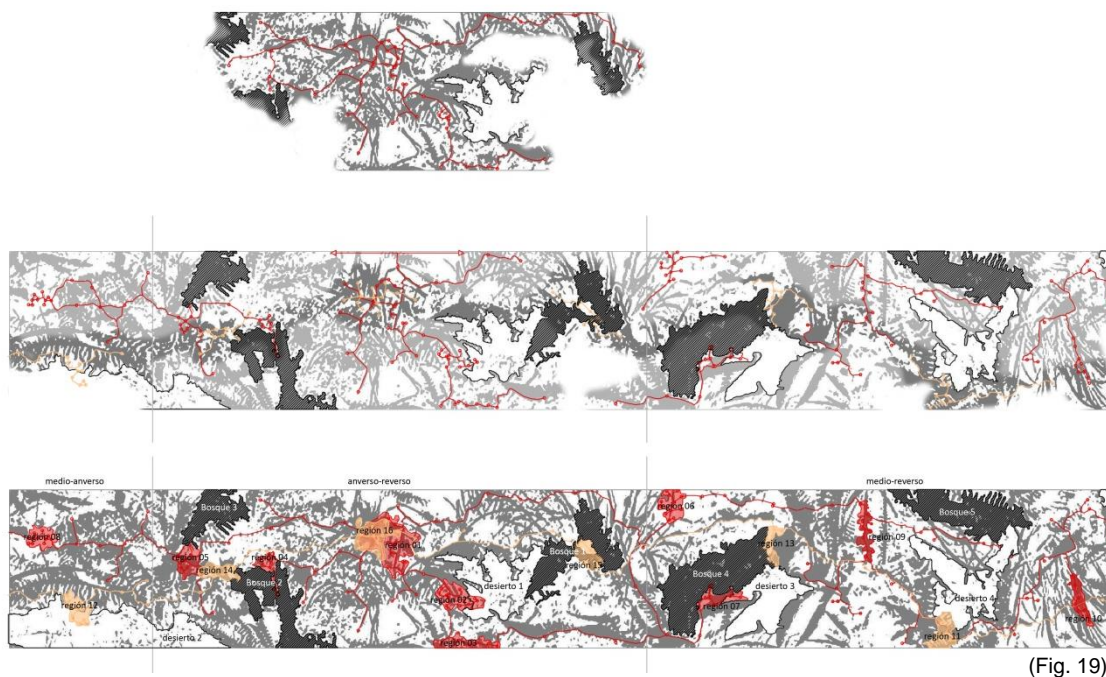 medio-anverso anverso-reverso medio-reverso
Bosque 3 región 06 Bosque 5
región 08 región 05 región 04 región 16 región 01 región 13 región 09
región 14 Bosque 2 Bosque 1 región 15 Bosque 4 desierto 3
región 12 región 02 desierto 1 región 07 desierto 4 región 10
desierto 2 región 03 región 11
(Fig. 19)